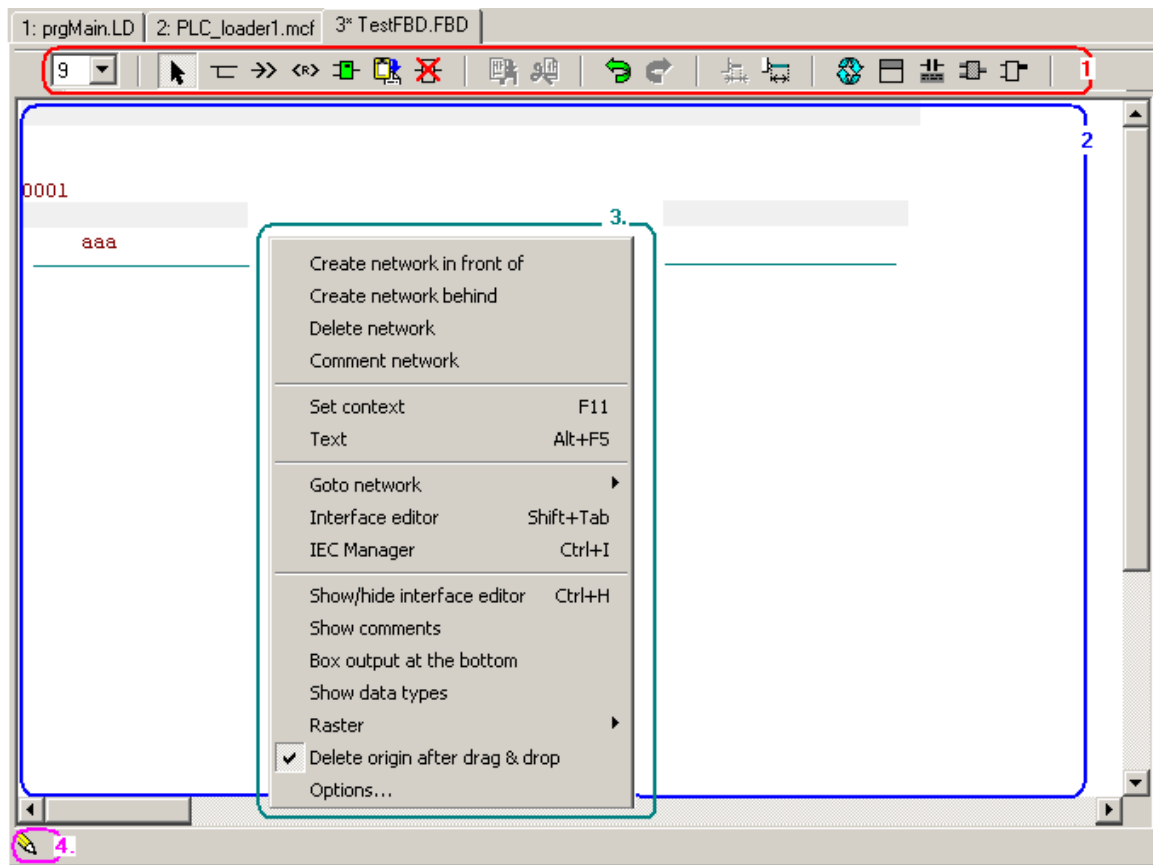 1: prgMain.LD 2: PLC_loader1.mcf 3* TestFBD.FBD
9 <R> 1
2
0001
3.
aaa
Create network in front of
Create network behind
Delete network
Comment network
Set context F11
Text Alt+F5
Goto network
Interface editor Shift+Tab
IEC Manager Ctrl+I
Show/hide interface editor Ctrl+H
Show comments
Box output at the bottom
Show data types
Raster
Delete origin after drag & drop
Options...
4.